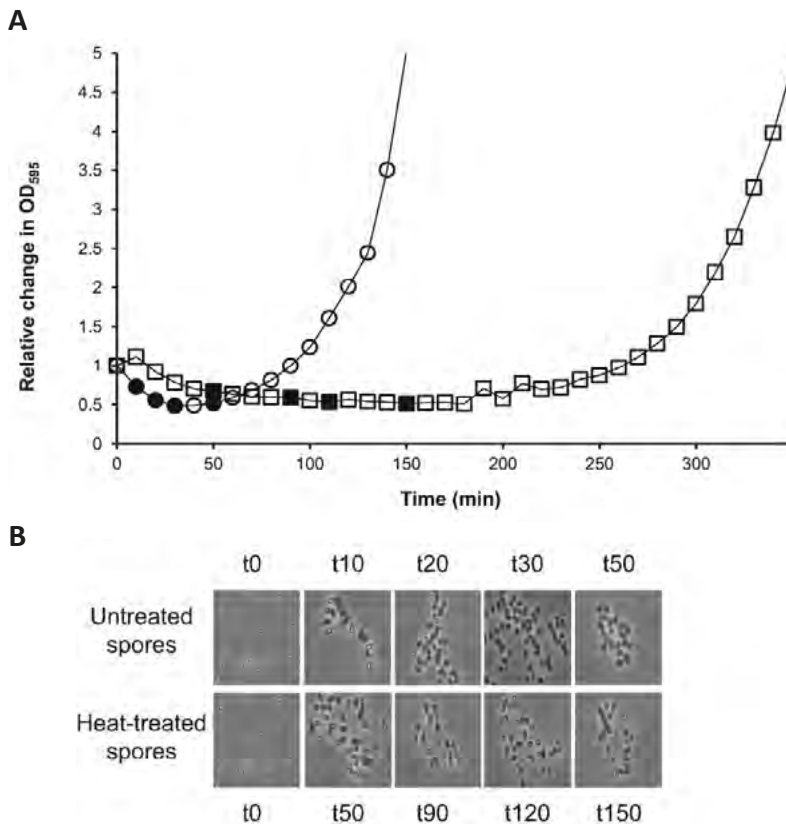 A
5
4.5
4
3.5
3
2.5
2
1.5
1
0.5
0
Relative change in OD₅₉₅
0 50 100 150 200 250 300
Time (min)
B
t0 t10 t20 t30 t50
Untreated
spores
Heat-treated
spores
t0 t50 t90 t120 t150